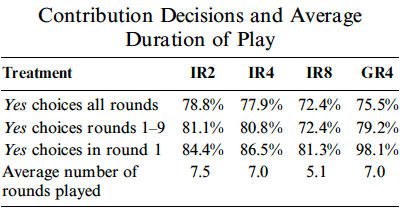 Contribution Decisions and Average
Duration of Play
Treatment IR2 IR4 IR8 GR4
Yes choices all rounds 78.8% 77.9% 72.4% 75.5%
Yes choices rounds 1–9 81.1% 80.8% 72.4% 79.2%
Yes choices in round 1 84.4% 86.5% 81.3% 98.1%
Average number of 7.5 7.0 5.1 7.0
rounds played